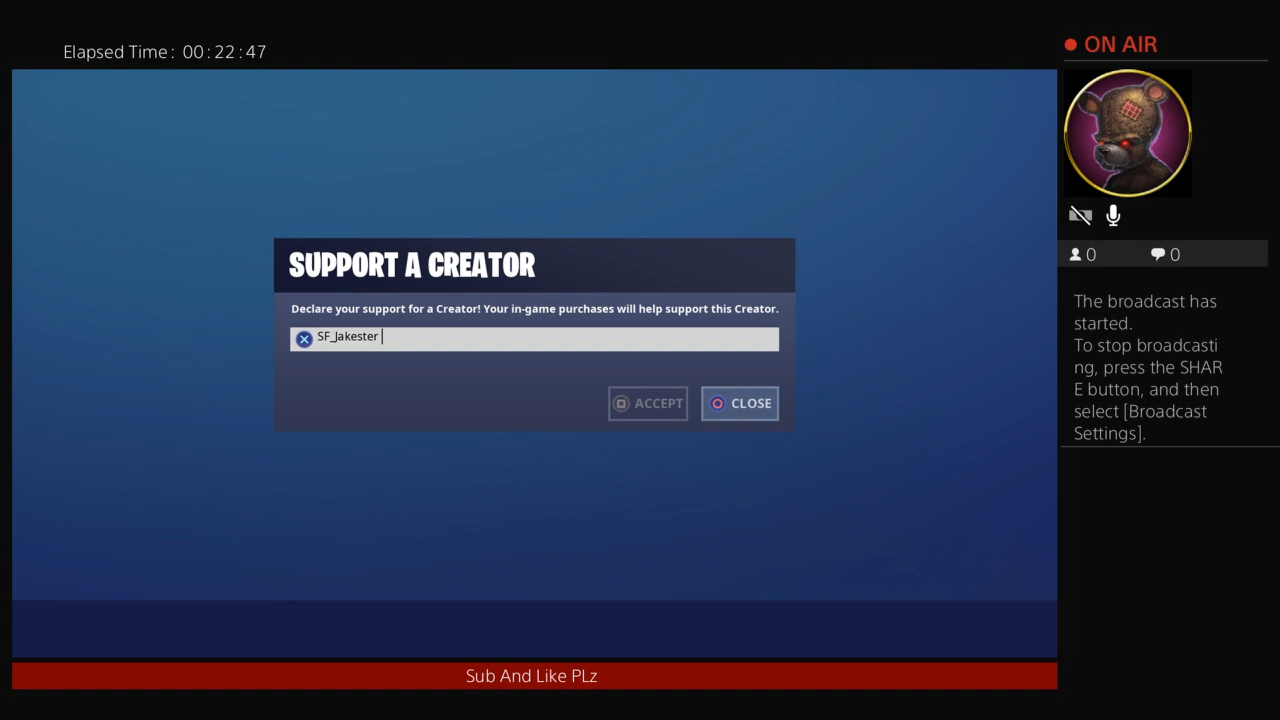 Elapsed Time: 00:22:47
ON AIR
SUPPORT A CREATOR
Declare your support for a Creator! Your in-game purchases will help support this Creator.
SF_Jakester
ACCEPT
CLOSE
0
0
The broadcast has
started.
To stop broadcasti
ng, press the SHAR
E button, and then
select [Broadcast
Settings].
Sub And Like PLz